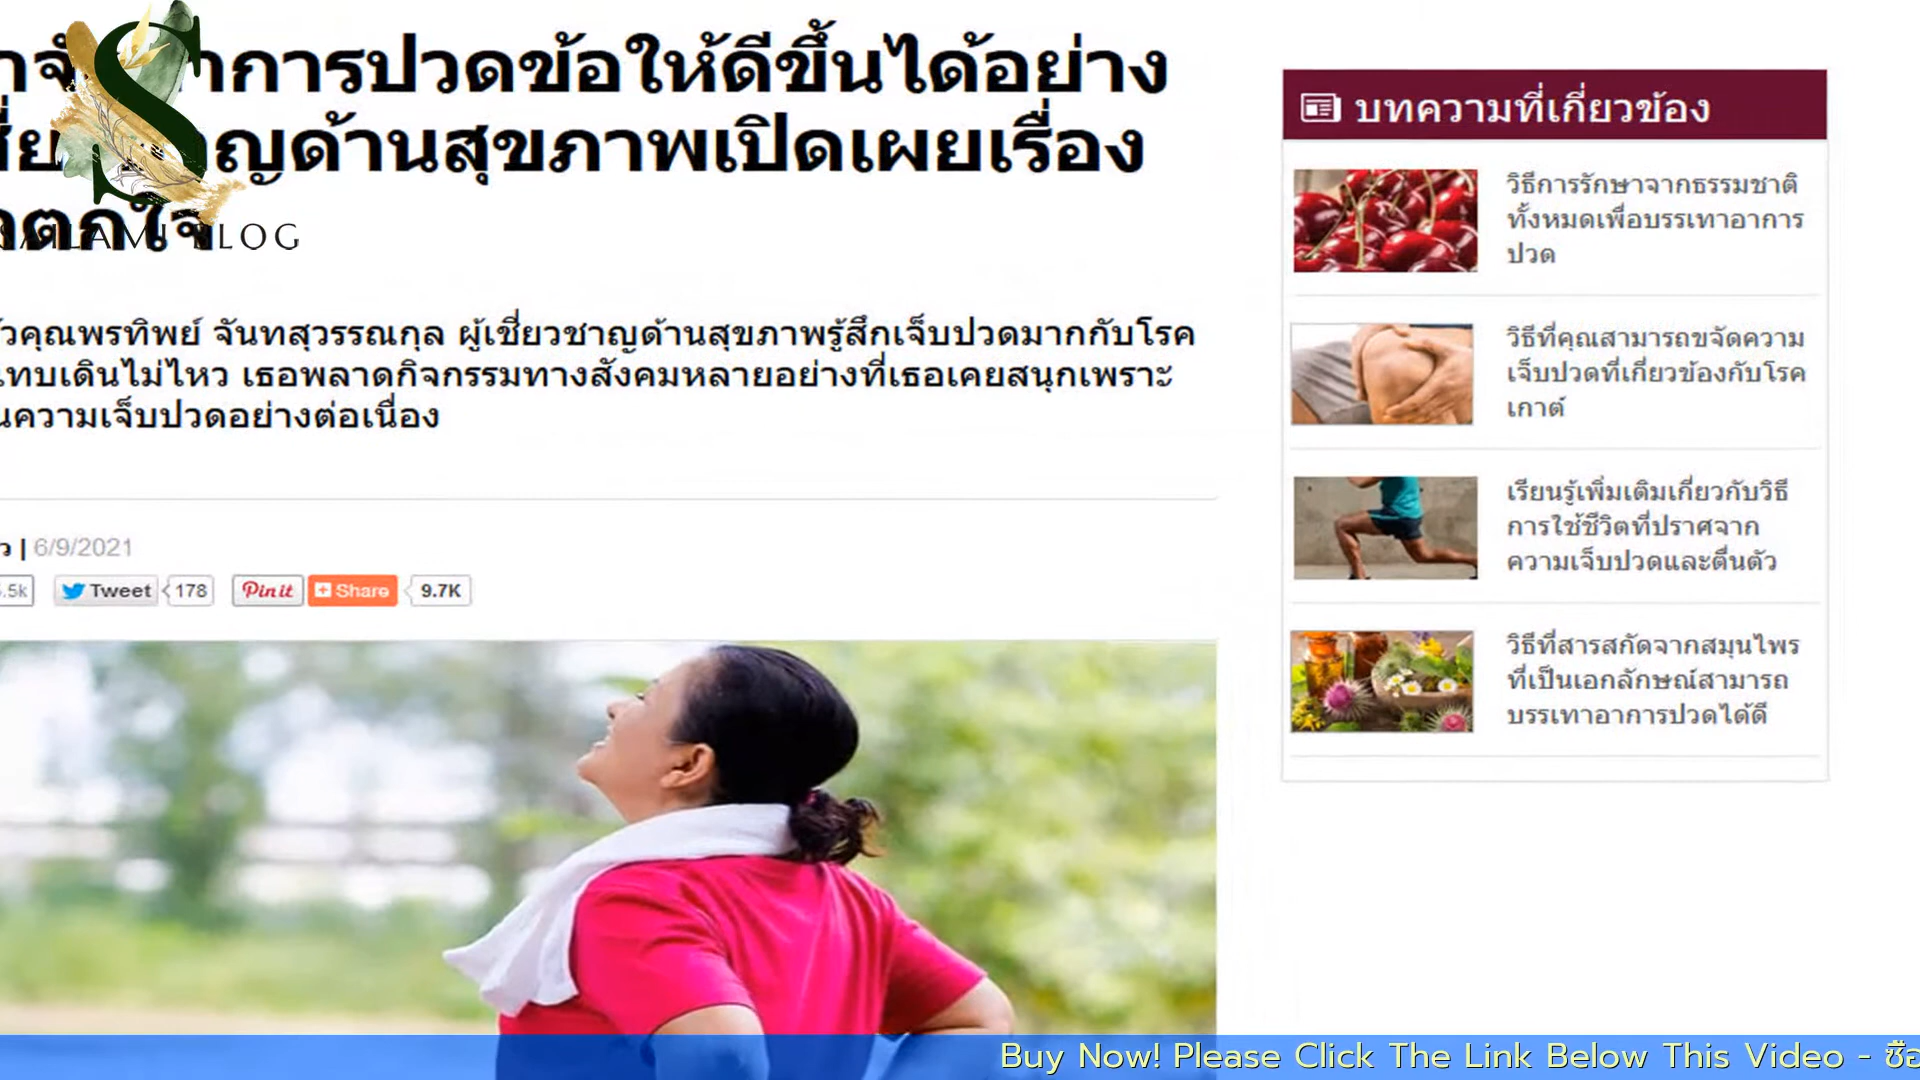 การปวดข้อให้ดีขึ้นได้อย่าง
ญด้านสุขภาพเปิดเผยเรื่อง
าตกใจ
BLOG
วคุณพรทิพย์ จันทสุวรรณกุล ผู้เชี่ยวชาญด้านสุขภาพรู้สึกเจ็บปวดมากกับโรค
แทบเดินไม่ไหว เธอพลาดกิจกรรมทางสังคมหลายอย่างที่เธอเคยสนุกเพราะ
นความเจ็บปวดอย่างต่อเนื่อง
ว | 6/9/2021
.5k Tweet 178 Pin it Share 9.7K
บทความที่เกี่ยวข้อง
วิธีการรักษาจากธรรมชาติ
ทั้งหมดเพื่อบรรเทาอาการ
ปวด
วิธีที่คุณสามารถขจัดความ
เจ็บปวดที่เกี่ยวข้องกับโรค
เกาต์
เรียนรู้เพิ่มเติมเกี่ยวกับวิธี
การใช้ชีวิตที่ปราศจาก
ความเจ็บปวดและตื่นตัว
วิธีที่สารสกัดจากสมุนไพร
ที่เป็นเอกลักษณ์สามารถ
บรรเทาอาการปวดได้ดี
Buy Now! Please Click The Link Below This Video - ซื้อ